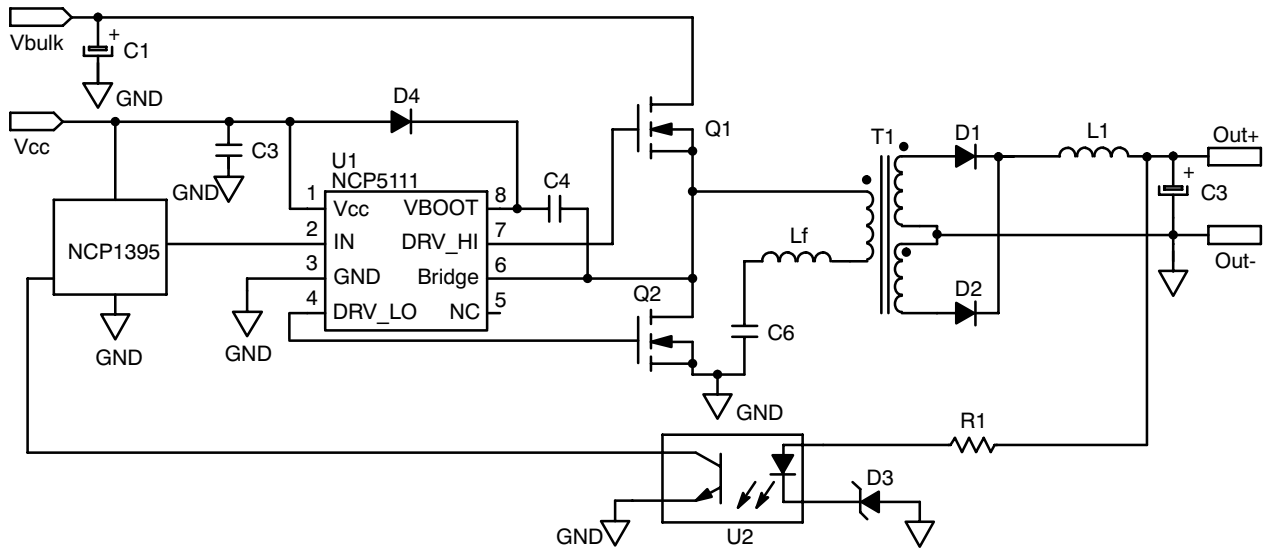 Vbulk
+
C1
GND
Vcc
D4
C3
GND
U1
NCP5111
NCP1395
GND
1
Vcc
VBOOT
8
2
IN
DRV_HI
7
3
GND
Bridge
6
4
DRV_LO
NC
5
GND
C4
Q1
Q2
Lf
C6
GND
T1
D1
D2
L1
Out+
+
C3
Out-
R1
D3
U2
GND